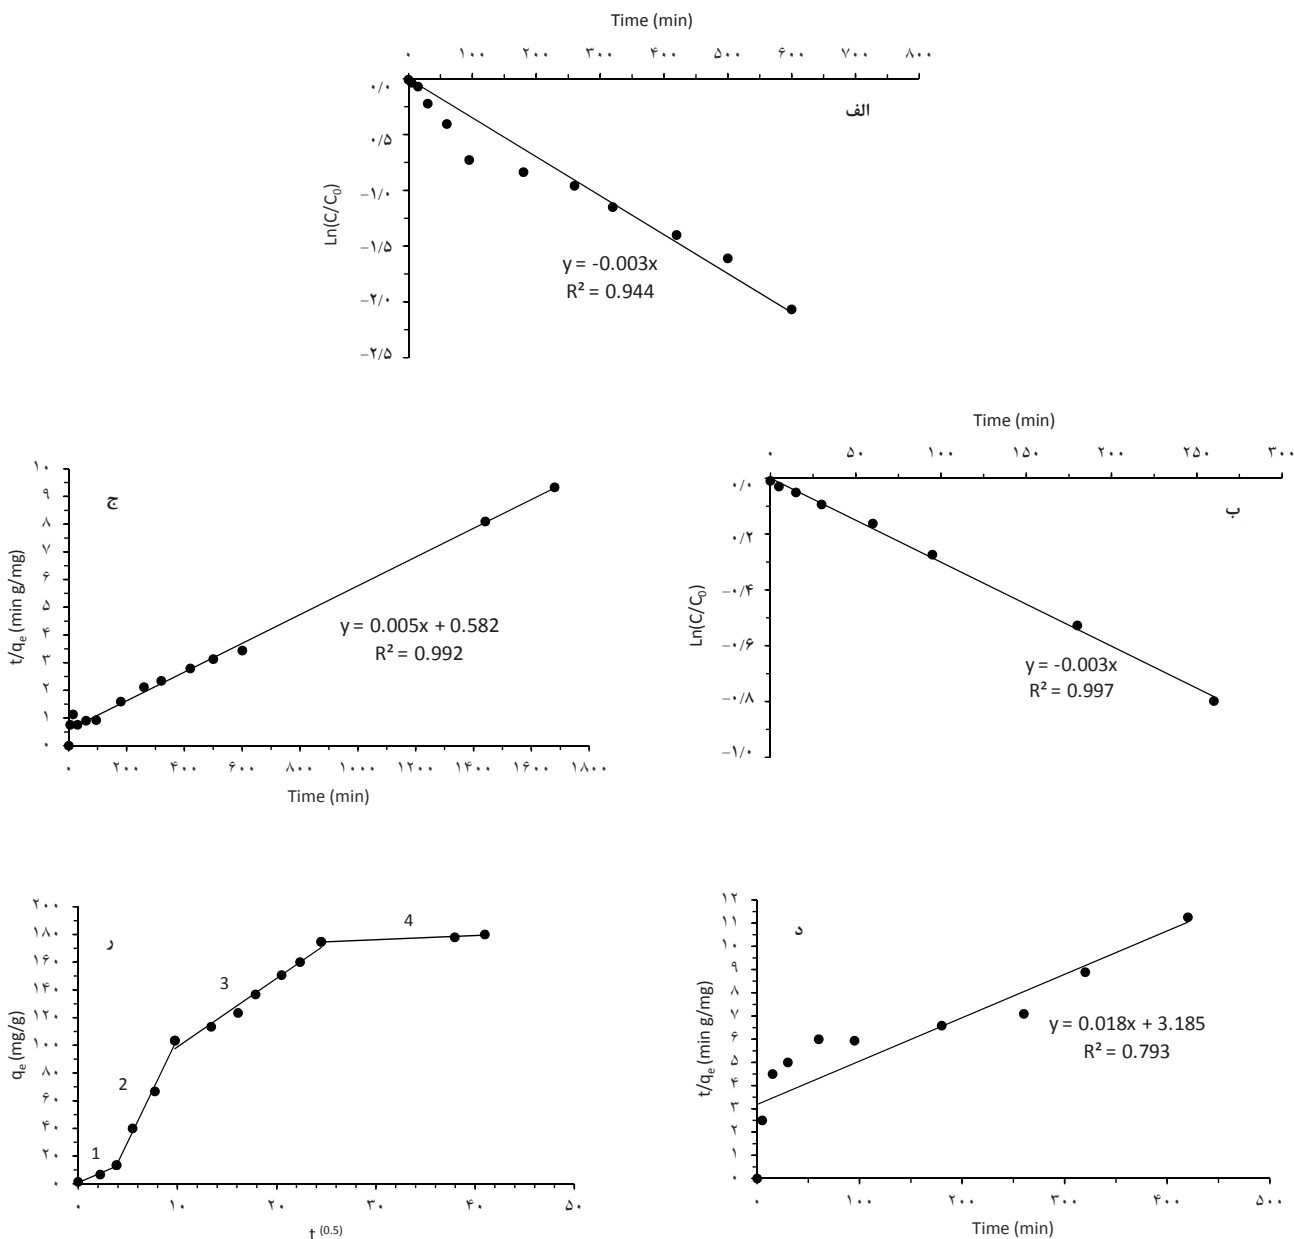 Time (min)
۰ ۱۰۰ ۲۰۰ ۳۰۰ ۴۰۰ ۵۰۰ ۶۰۰ ۷۰۰ ۸۰۰
۰/۰
۰/۵
−۱/۰
−۱/۵
−۲/۰
−۲/۵
Ln(C/C₀)
الف
y = -0.003x
R² = 0.944
Time (min)
۰ ۵۰ ۱۰۰ ۱۵۰ ۲۰۰ ۲۵۰ ۳۰۰
۰/۰
۰/۲
−۰/۴
−۰/۶
−۰/۸
−۱/۰
Ln(C/C₀)
ب
y = -0.003x
R² = 0.997
۱۰
۹
۸
۷
۶
۵
۴
۳
۲
۱
۰
t/qₑ (min g/mg)
ج
y = 0.005x + 0.582
R² = 0.992
۰ ۲۰۰ ۴۰۰ ۶۰۰ ۸۰۰ ۱۰۰۰ ۱۲۰۰ ۱۴۰۰ ۱۶۰۰ ۱۸۰۰
Time (min)
۱۲
۱۱
۱۰
۹
۸
۷
۶
۵
۴
۳
۲
۱
۰
t/qₑ (min g/mg)
د
y = 0.018x + 3.185
R² = 0.793
۰ ۱۰۰ ۲۰۰ ۳۰۰ ۴۰۰ ۵۰۰
Time (min)
۲۰۰
۱۸۰
۱۶۰
۱۴۰
۱۲۰
۱۰۰
۸۰
۶۰
۴۰
۲۰
۰
qₑ (mg/g)
ر
4
3
2
1
۰ ۱۰ ۲۰ ۳۰ ۴۰ ۵۰
t (0.5)